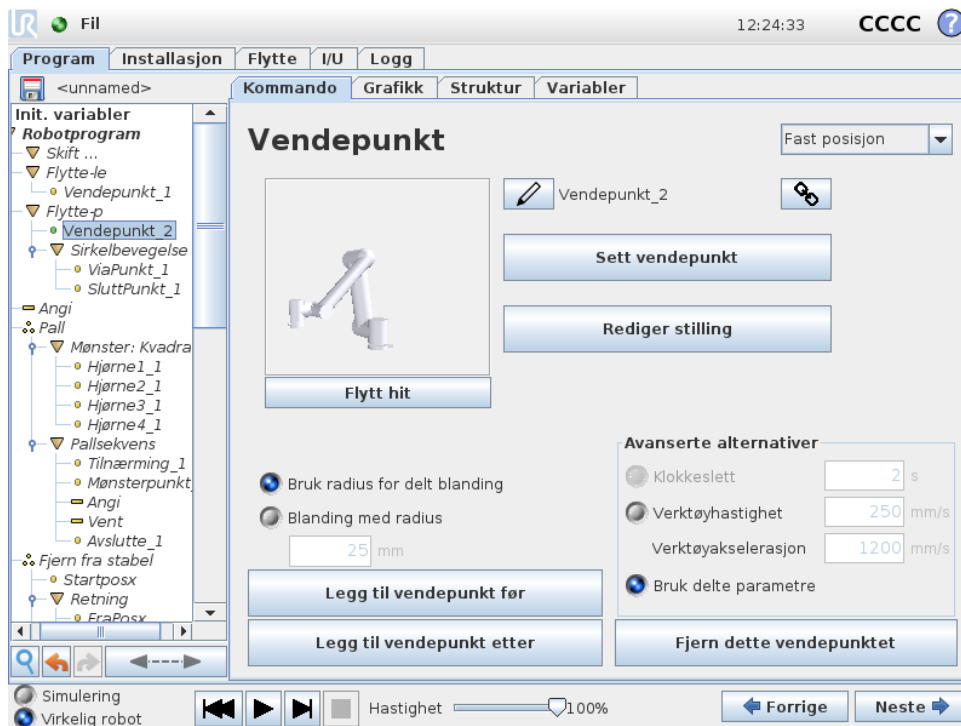 UR Fil 12:24:33 CCCC ?
Program Installasjon Flytte I/U Logg
<unnamed>
Kommando Grafikk Struktur Variabler
Init. variabler
Robotprogram
Skift ...
Flytte-le
Vendepunkt_1
Flytte-p
Vendepunkt_2
Sirkelbevegelse
ViaPunkt_1
SluttPunkt_1
Angi
Pall
Mønster: Kvadra
Hjørne1_1
Hjørne2_1
Hjørne3_1
Hjørne4_1
Pallsekvens
Tilnærming_1
Mønsterpunkt_
Angi
Vent
Avslutte_1
Fjern fra stabel
Startposx
Retning
FraPosx
Vendepunkt
Fast posisjon
Vendepunkt_2
Sett vendepunkt
Rediger stilling
Flytt hit
Bruk radius for delt blanding
Blanding med radius
25 mm
Avanserte alternativer
Klokkeslett 2 s
Verktøyhastighet 250 mm/s
Verktøyakselerasjon 1200 mm/s
Bruk delte parametre
Legg til vendepunkt før
Legg til vendepunkt etter
Fjern dette vendepunktet
Simulering
Virkelig robot
Hastighet 100%
Forrige
Neste